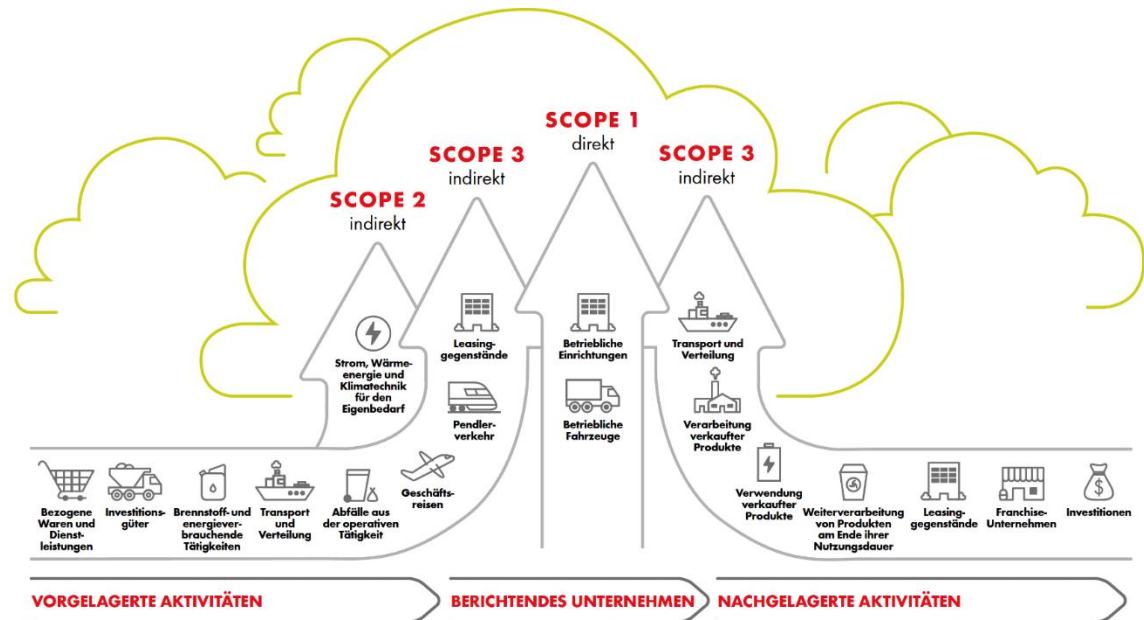 SCOPE 1
direkt
SCOPE 3
indirekt
SCOPE 3
indirekt
SCOPE 2
indirekt
Strom, Wärme-
energie und
Klimatechnik
für den
Eigenbedarf
Leasing-
gegenstände
Pendler-
verkehr
Betriebliche
Einrichtungen
Betriebliche
Fahrzeuge
Transport und
Verteilung
Verarbeitung
verkaufter
Produkte
Bezogene
Waren und
Dienst-
leistungen
Investitions-
güter
Brennstoff- und
energiever-
brauchende
Tätigkeiten
Transport
und
Verteilung
Abfälle aus
der operativen
Tätigkeit
Geschäfts-
reisen
Verwendung
verkaufter
Produkte
Weiterverarbeitung
von Produkten
am Ende ihrer
Nutzungsdauer
Leasing-
gegenstände
Franchise-
Unternehmen
$
Investitionen
VORGELAGERTE AKTIVITÄTEN
BERICHTENDES UNTERNEHMEN
NACHGELAGERTE AKTIVITÄTEN